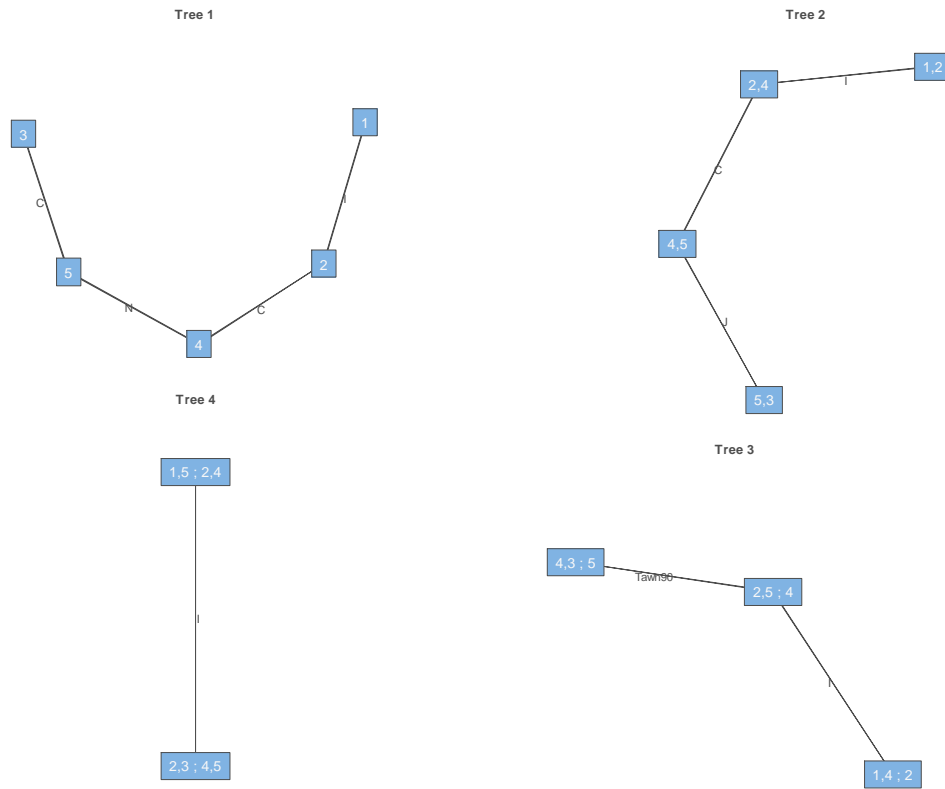 Tree 1
3
1
C
I
5
2
N
C
4
Tree 2
1,2
2,4
I
C
4,5
J
5,3
Tree 4
1,5 ; 2,4
I
2,3 ; 4,5
Tree 3
4,3 ; 5
Tawn90
2,5 ; 4
I
1,4 ; 2